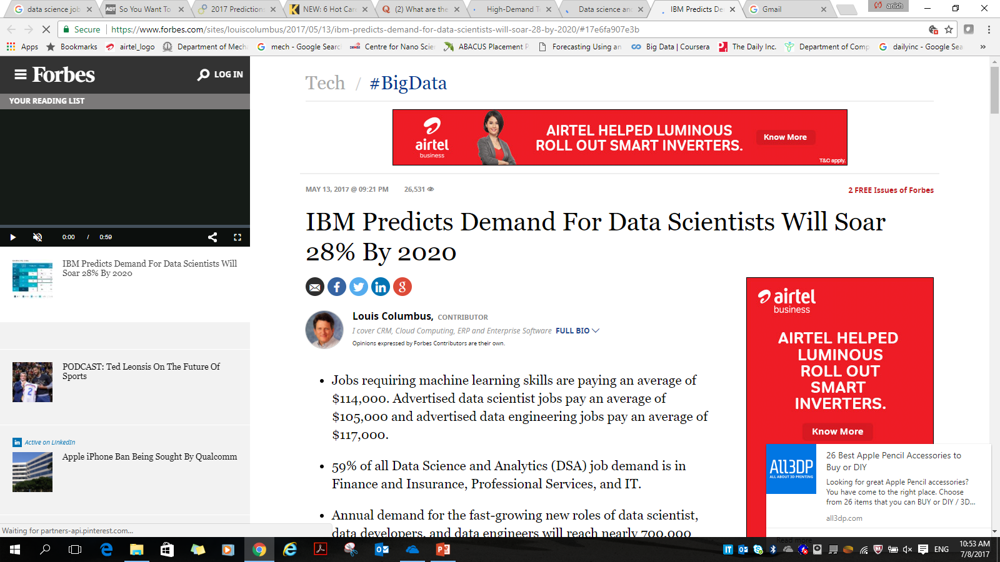 data science job
So You Want To
2017 Predictions
NEW: 6 Hot Car
(2) What are the
High-Demand T
Data science an
IBM Predicts De
Gmail
anish
Secure | https://www.forbes.com/sites/louiscolumbus/2017/05/13/ibm-predicts-demand-for-data-scientists-will-soar-28-by-2020/#17e6fa907e3b
Apps Bookmarks airtel_logo Department of Mech mech - Google Search Centre for Nano Scie ABACUS Placement P Forecasting Using an Big Data | Coursera The Daily Inc. Department of Comp dailyinc - Google Sea »
Forbes
LOG IN
YOUR READING LIST
0:00 / 0:59
IBM Predicts Demand For Data Scientists Will
Soar 28% By 2020
PODCAST: Ted Leonsis On The Future Of
Sports
in Active on LinkedIn
Apple iPhone Ban Being Sought By Qualcomm
Waiting for partners-api.pinterest.com...
Tech / #BigData
airtel
business
AIRTEL HELPED LUMINOUS
ROLL OUT SMART INVERTERS.
Know More
T&C apply.
MAY 13, 2017 @ 09:21 PM 26,531
2 FREE Issues of Forbes
IBM Predicts Demand For Data Scientists Will Soar
28% By 2020
Louis Columbus, CONTRIBUTOR
I cover CRM, Cloud Computing, ERP and Enterprise Software FULL BIO
Opinions expressed by Forbes Contributors are their own.
• Jobs requiring machine learning skills are paying an average of
$114,000. Advertised data scientist jobs pay an average of
$105,000 and advertised data engineering jobs pay an average of
$117,000.
• 59% of all Data Science and Analytics (DSA) job demand is in
Finance and Insurance, Professional Services, and IT.
• Annual demand for the fast-growing new roles of data scientist,
data developers, and data engineers will reach nearly 700,000
airtel
business
AIRTEL HELPED
LUMINOUS
ROLL OUT
SMART
INVERTERS.
Know More
ALL3DP
ALL ABOUT 3D PRINTING
26 Best Apple Pencil Accessories to
Buy or DIY
Looking for great Apple Pencil accessories?
You have come to the right place. Choose
from 26 items that you can BUY or DIY / 3D...
all3dp.com
Read more
ENG
10:53 AM
7/8/2017